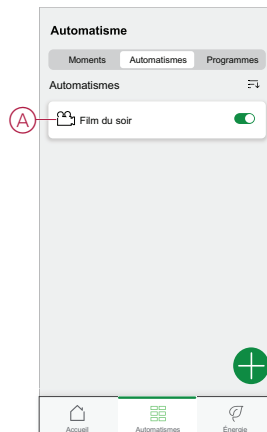 Automatisme
Moments Automatismes Programmes
Automatismes
A Film du soir
Accueil Automatismes Énergie